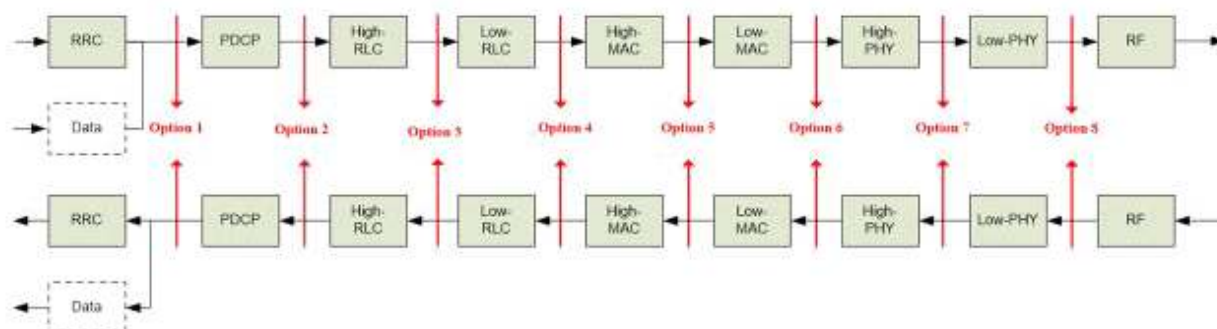 RRC
PDCP
High-
RLC
Low-
RLC
High-
MAC
Low-
MAC
High-
PHY
Low-PHY
RF
Data
Option 1
Option 2
Option 3
Option 4
Option 5
Option 6
Option 7
Option 8
RRC
PDCP
High-
RLC
Low-
RLC
High-
MAC
Low-
MAC
High-
PHY
Low-PHY
RF
Data